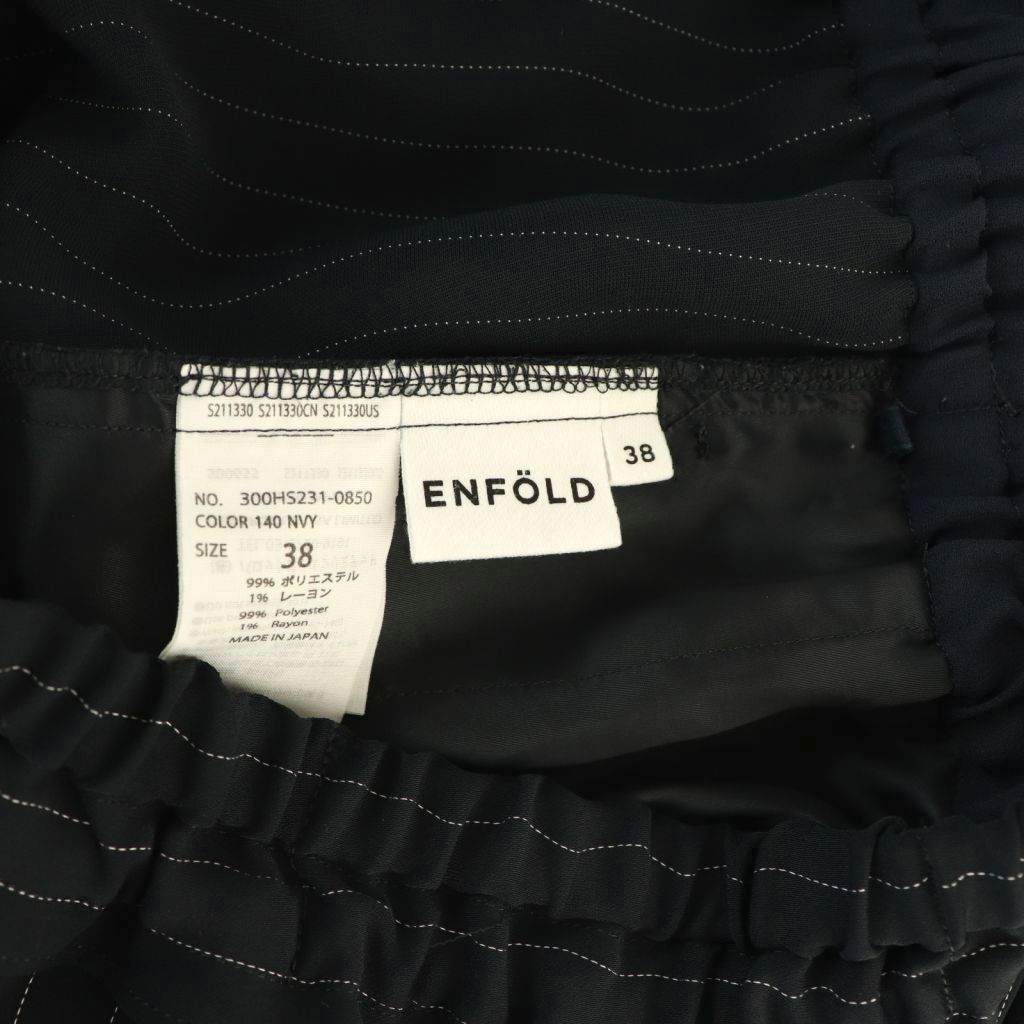 S211330 S211330CN S211330US
NO. 300HS231-0850
COLOR 140 NVY
SIZE 38
99% ポリエステル
1% レーヨン
99% Polyester
1% Rayon
MADE IN JAPAN
ENFÖLD
38